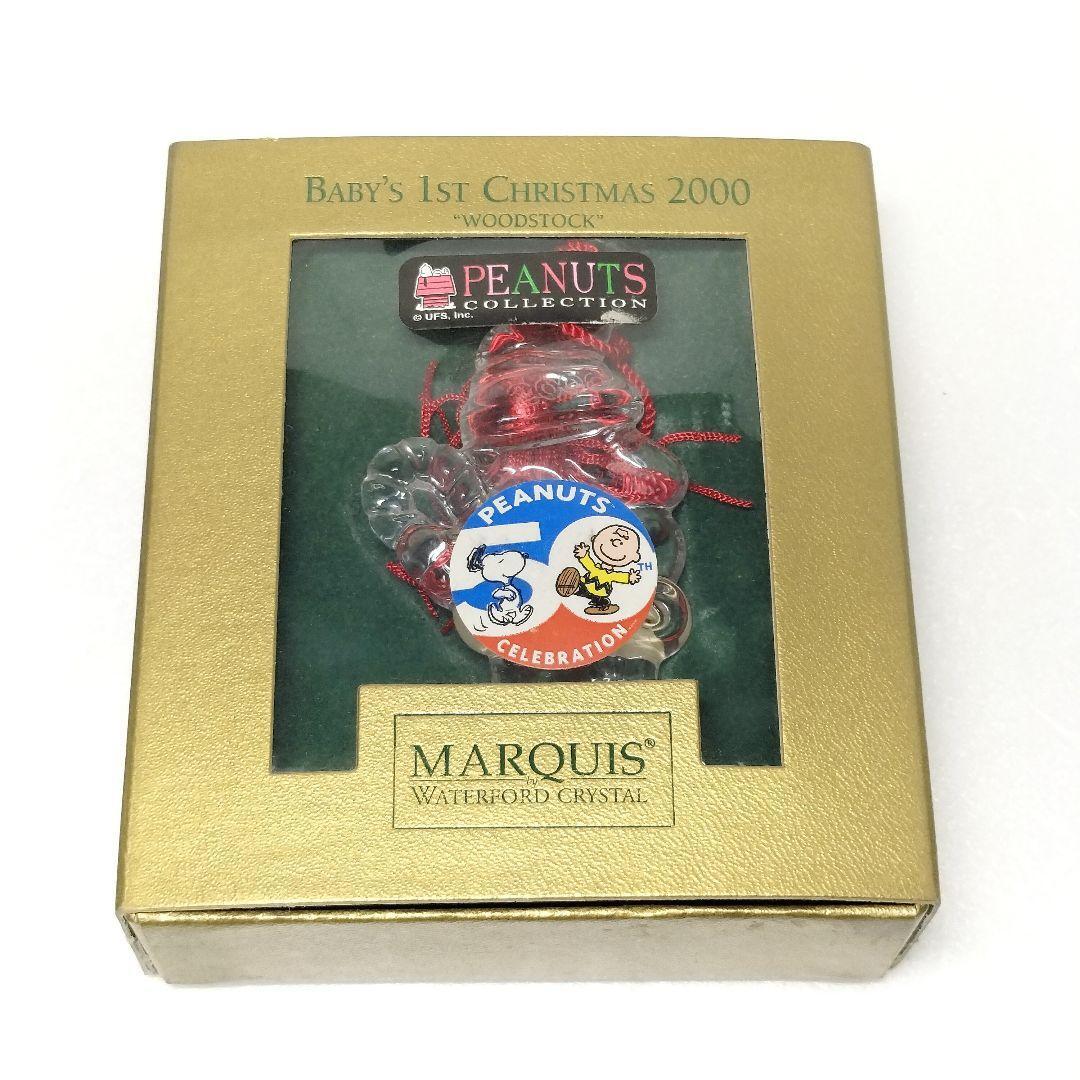 BABY'S 1ST CHRISTMAS 2000
"WOODSTOCK"
PEANUTS
COLLECTION
© UFS, Inc.
PEANUTS
50TH
CELEBRATION
MARQUIS®
by
WATERFORD CRYSTAL